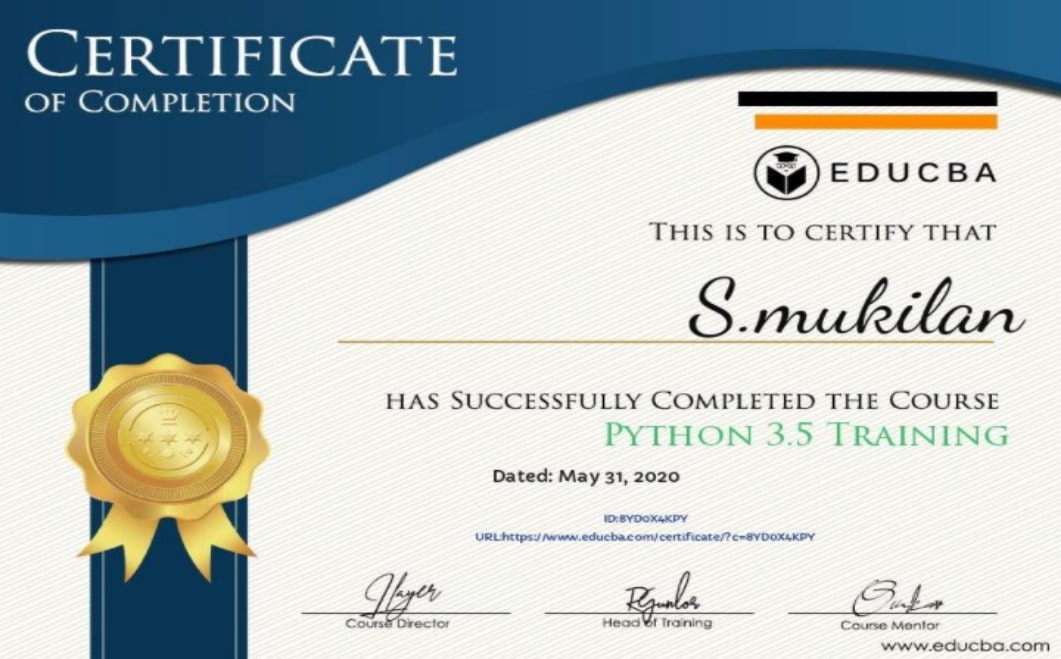 CERTIFICATE
OF COMPLETION
EDUCBA
THIS IS TO CERTIFY THAT
S.mukilan
HAS SUCCESSFULLY COMPLETED THE COURSE
PYTHON 3.5 TRAINING
Dated: May 31, 2020
ID:8YD0X4KPY
URL:https://www.educba.com/certificate/?c=8YD0X4KPY
Course Director
Head of Training
Course Mentor
www.educba.com